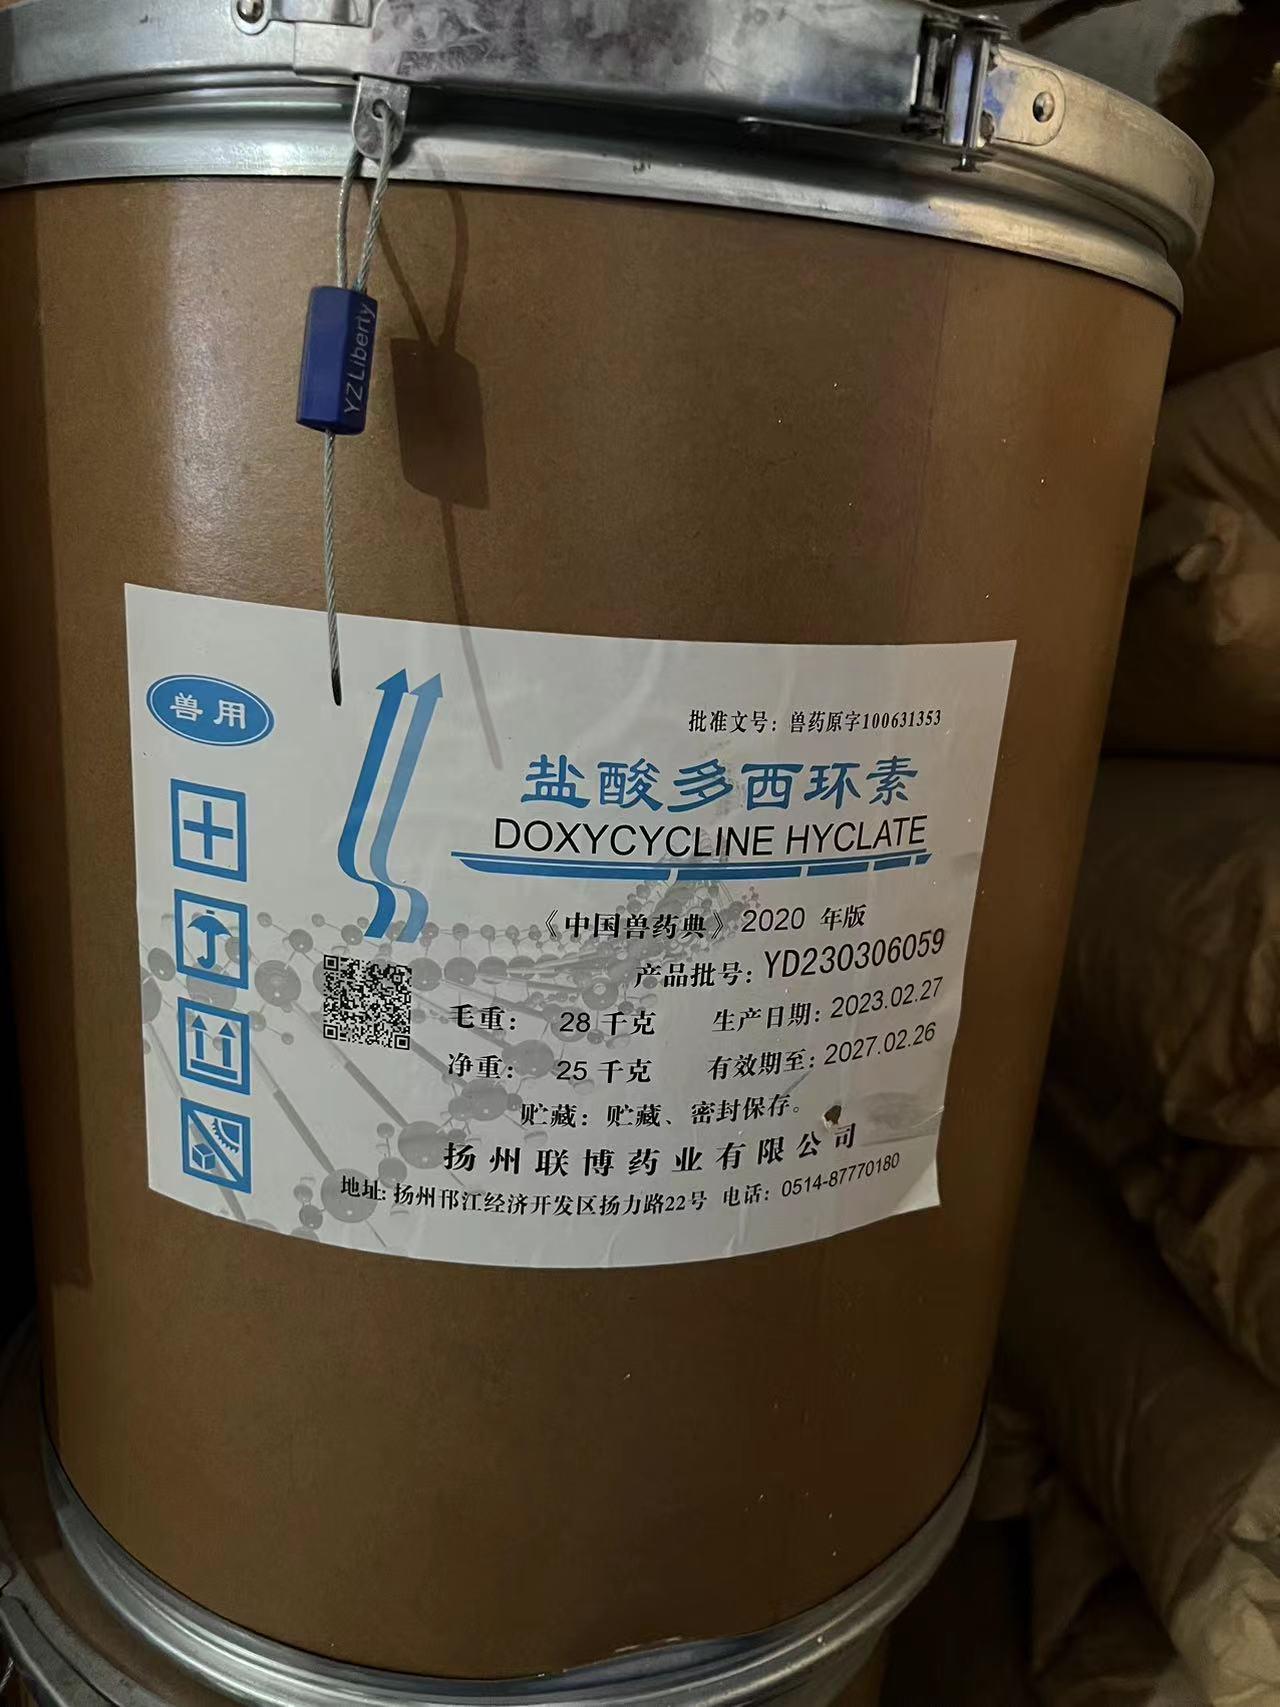 YZ Liberty
兽用
批准文号：兽药原字100631353
盐酸多西环素
DOXYCYCLINE HYCLATE
《中国兽药典》2020 年版
产品批号：YD230306059
毛重： 28 千克 生产日期：2023.02.27
净重： 25 千克 有效期至：2027.02.26
贮藏：贮藏、密封保存。
扬州联博药业有限公司
地址：扬州邗江经济开发区扬力路22号 电话：0514-87770180